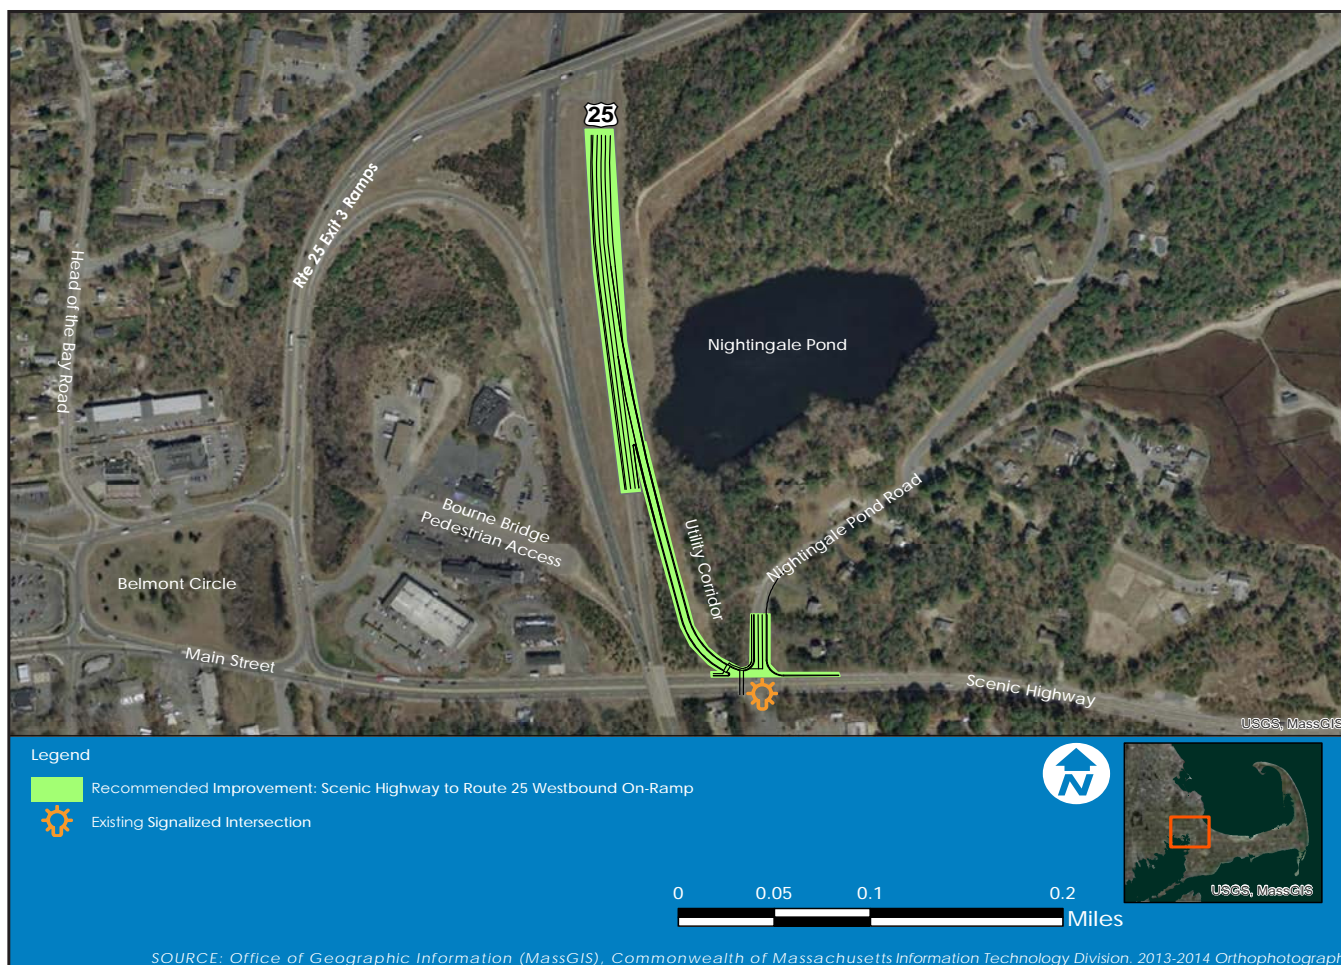 25
Rte 25 Exit 3 Ramps
Head of the Bay Road
Nightingale Pond
Bourne Bridge
Pedestrian Access
Utility Corridor
Nightingale Pond Road
Belmont Circle
Main Street
Scenic Highway
USGS, MassGIS
Legend
Recommended Improvement: Scenic Highway to Route 25 Westbound On-Ramp
Existing Signalized Intersection
N
0 0.05 0.1 0.2
Miles
USGS, MassGIS
SOURCE: Office of Geographic Information (MassGIS), Commonwealth of Massachusetts Information Technology Division. 2013-2014 Orthophotograph